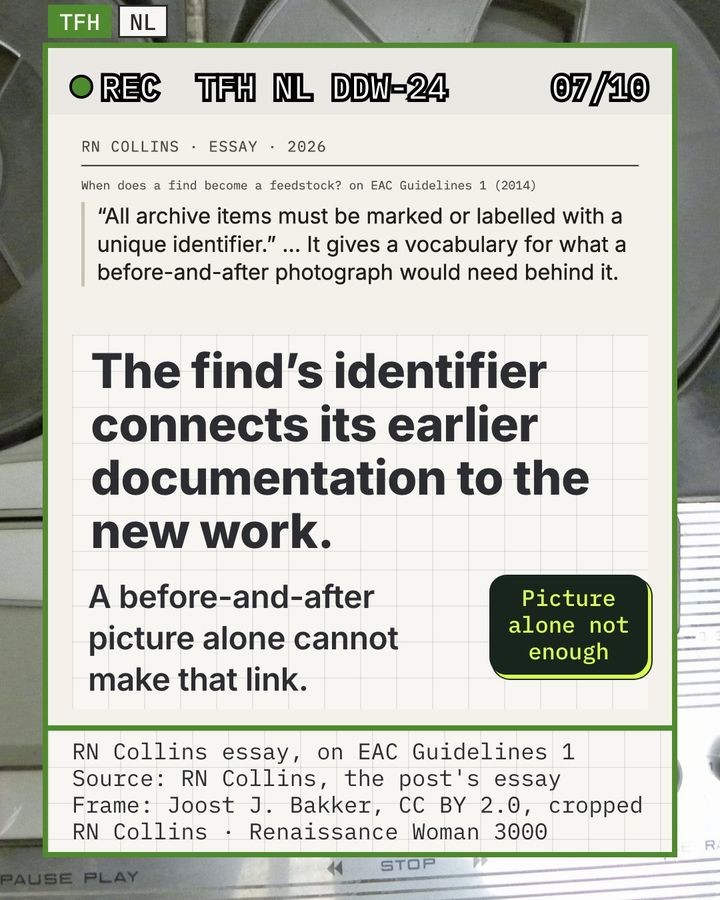 TFH NL
REC TFH NL DDW-24 07/10
RN COLLINS · ESSAY · 2026
When does a find become a feedstock? on EAC Guidelines 1 (2014)
“All archive items must be marked or labelled with a
unique identifier.” … It gives a vocabulary for what a
before-and-after photograph would need behind it.
The find’s identifier
connects its earlier
documentation to the
new work.
A before-and-after
picture alone cannot
make that link.
Picture
alone not
enough
RN Collins essay, on EAC Guidelines 1
Source: RN Collins, the post's essay
Frame: Joost J. Bakker, CC BY 2.0, cropped
RN Collins · Renaissance Woman 3000
STOP
PAUSE PLAY